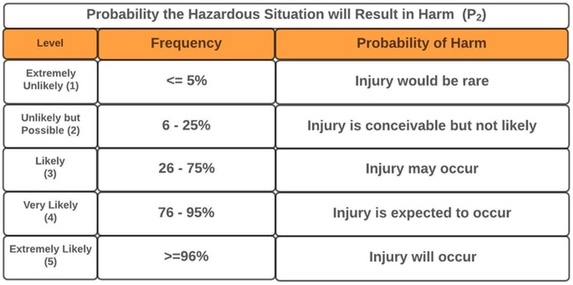 Probability the Hazardous Situation will Result in Harm (P₂)
Level Frequency Probability of Harm
Extremely
Unlikely (1)
<= 5%
Injury would be rare
Unlikely but
Possible (2)
6 - 25%
Injury is conceivable but not likely
Likely
(3)
26 - 75%
Injury may occur
Very Likely
(4)
76 - 95%
Injury is expected to occur
Extremely Likely
(5)
>=96%
Injury will occur